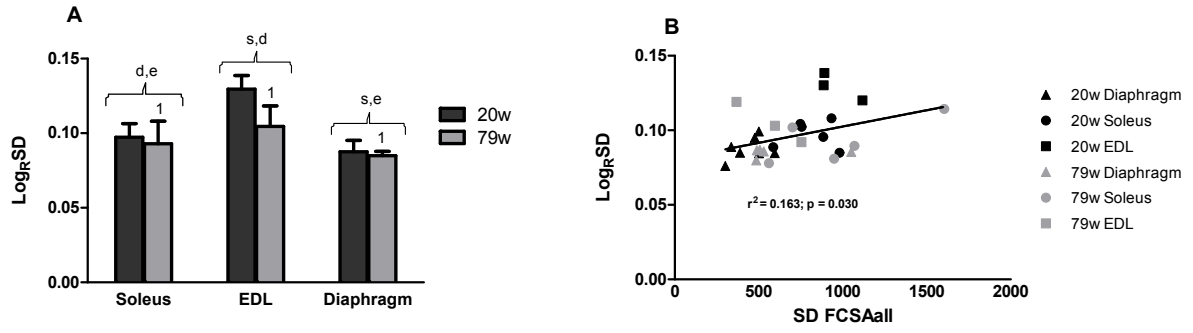 A
0.15
0.10
0.05
0.00
Log_RSD
d,e
s,d
s,e
1
1
1
Soleus
EDL
Diaphragm
20w
79w
B
0.15
0.10
0.05
0.00
Log_RSD
r² = 0.163; p = 0.030
0
500
1000
1500
2000
SD FCSAall
20w Diaphragm
20w Soleus
20w EDL
79w Diaphragm
79w Soleus
79w EDL